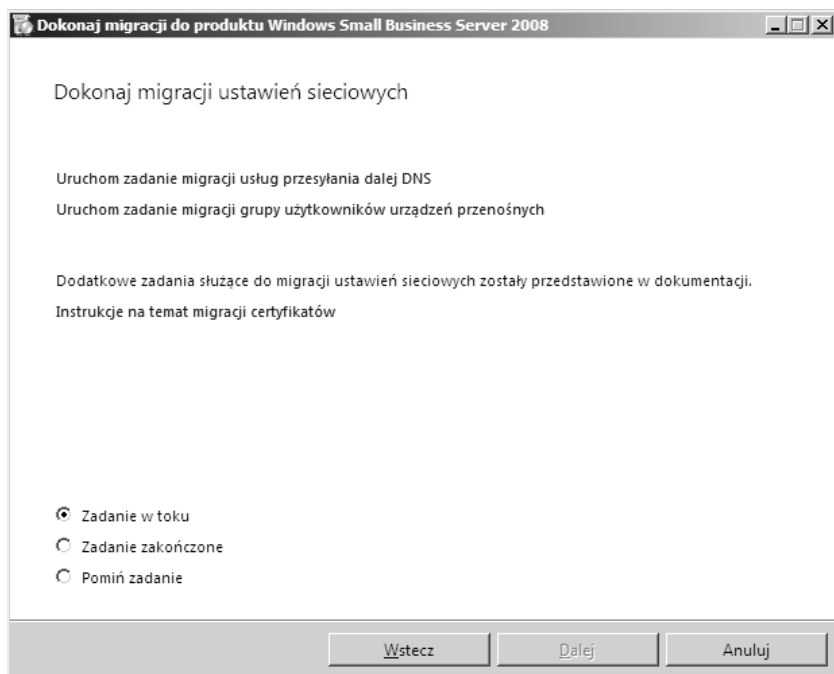 Dokonaj migracji do produktu Windows Small Business Server 2008
Dokonaj migracji ustawień sieciowych
Uruchom zadanie migracji usług przesyłania dalej DNS
Uruchom zadanie migracji grupy użytkowników urządzeń przenośnych
Dodatkowe zadania służące do migracji ustawień sieciowych zostały przedstawione w dokumentacji.
Instrukcje na temat migracji certyfikatów
Zadanie w toku
Zadanie zakończone
Pomiń zadanie
Wstecz
Dalej
Anuluj